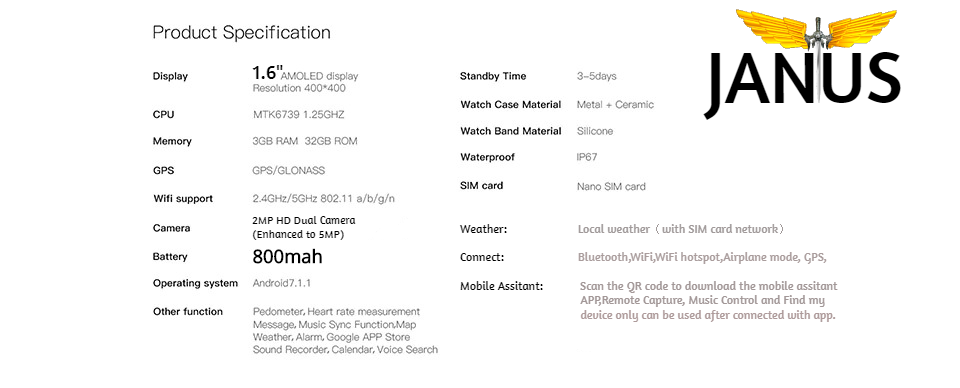 Product Specification
JANUS
Display
1.6" AMOLED display
Resolution 400*400
CPU
MTK6739 1.25GHZ
Memory
3GB RAM 32GB ROM
GPS
GPS/GLONASS
Wifi support
2.4GHz/5GHz 802.11 a/b/g/n
Camera
2MP HD Dual Camera
(Enhanced to 5MP)
Battery
800mah
Operating system
Android7.1.1
Other function
Pedometer, Heart rate measurement
Message, Music Sync Function,Map
Weather, Alarm, Google APP Store
Sound Recorder, Calendar, Voice Search
Standby Time
3-5days
Watch Case Material
Metal + Ceramic
Watch Band Material
Silicone
Waterproof
IP67
SIM card
Nano SIM card
Weather:
Local weather（with SIM card network）
Connect:
Bluetooth,WiFi,WiFi hotspot,Airplane mode, GPS,
Mobile Assitant:
Scan the QR code to download the mobile assitant
APP,Remote Capture, Music Control and Find my
device only can be used after connected with app.